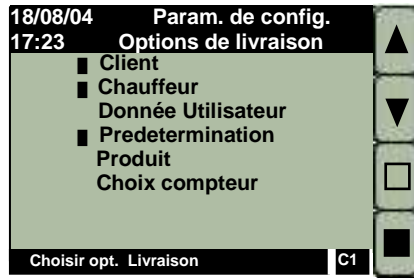 18/08/04 Param. de config.
17:23 Options de livraison
Client
Chauffeur
Donnée Utilisateur
Predetermination
Produit
Choix compteur
Choisir opt. Livraison C1